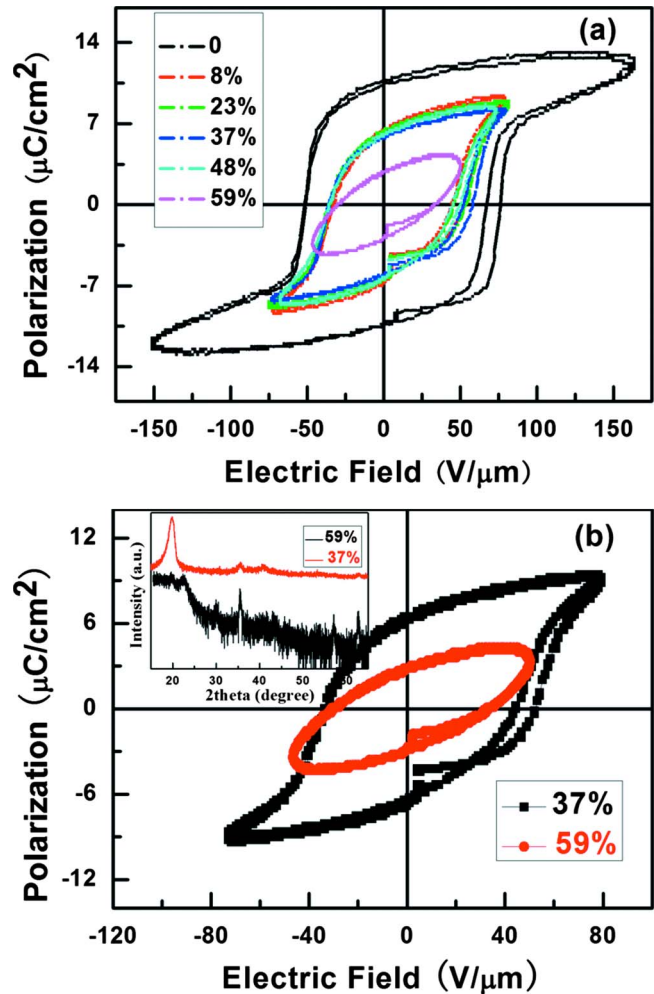 (a)
14
7
0
-7
-14
Polarization (μC/cm²)
0
8%
23%
37%
48%
59%
-150 -100 -50 0 50 100 150
Electric Field (V/μm)
(b)
12
6
0
-6
-12
Polarization (μC/cm²)
Intensity (a.u.)
59%
37%
20 30 40 50 60
2theta (degree)
37%
59%
-120 -80 -40 0 40 80
Electric Field (V/μm)